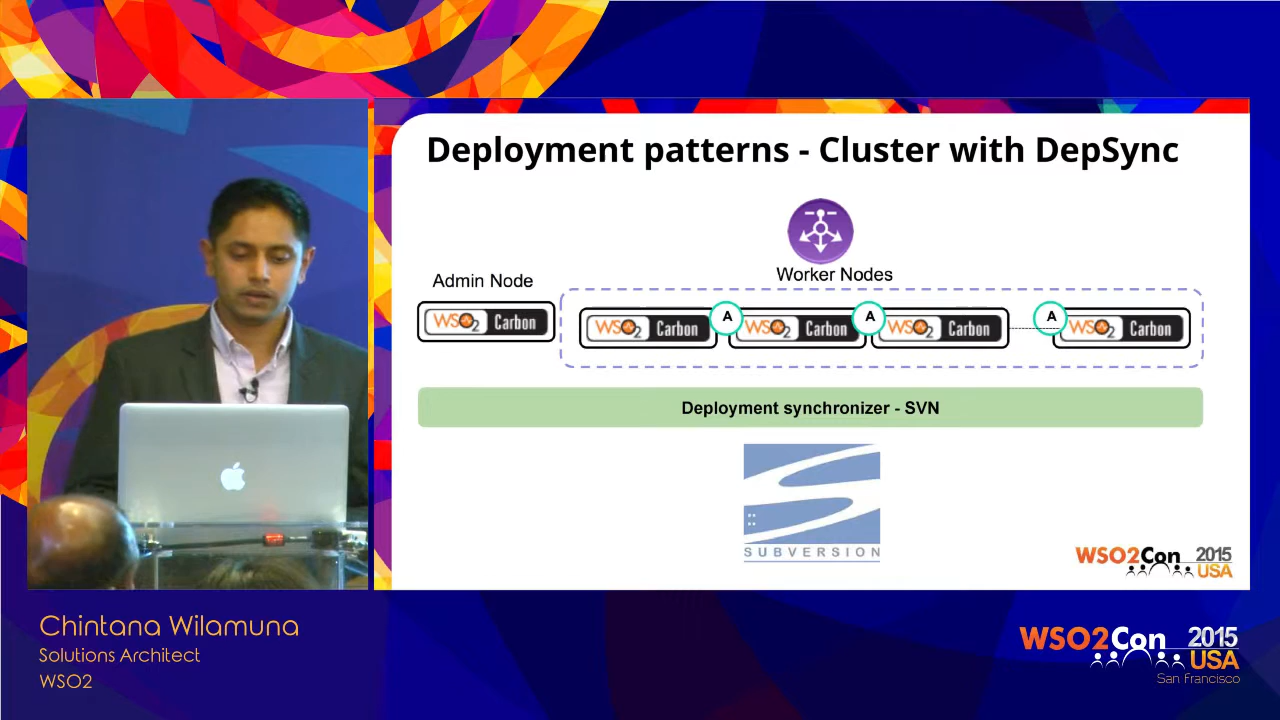 Deployment patterns - Cluster with DepSync
Worker Nodes
Admin Node
WSO2 Carbon
WSO2 Carbon
A
WSO2 Carbon
A
WSO2 Carbon
A
WSO2 Carbon
Deployment synchronizer - SVN
SUBVERSION
WSO2Con 2015
USA
Chintana Wilamuna
Solutions Architect
WSO2
WSO2Con 2015
USA
San Francisco